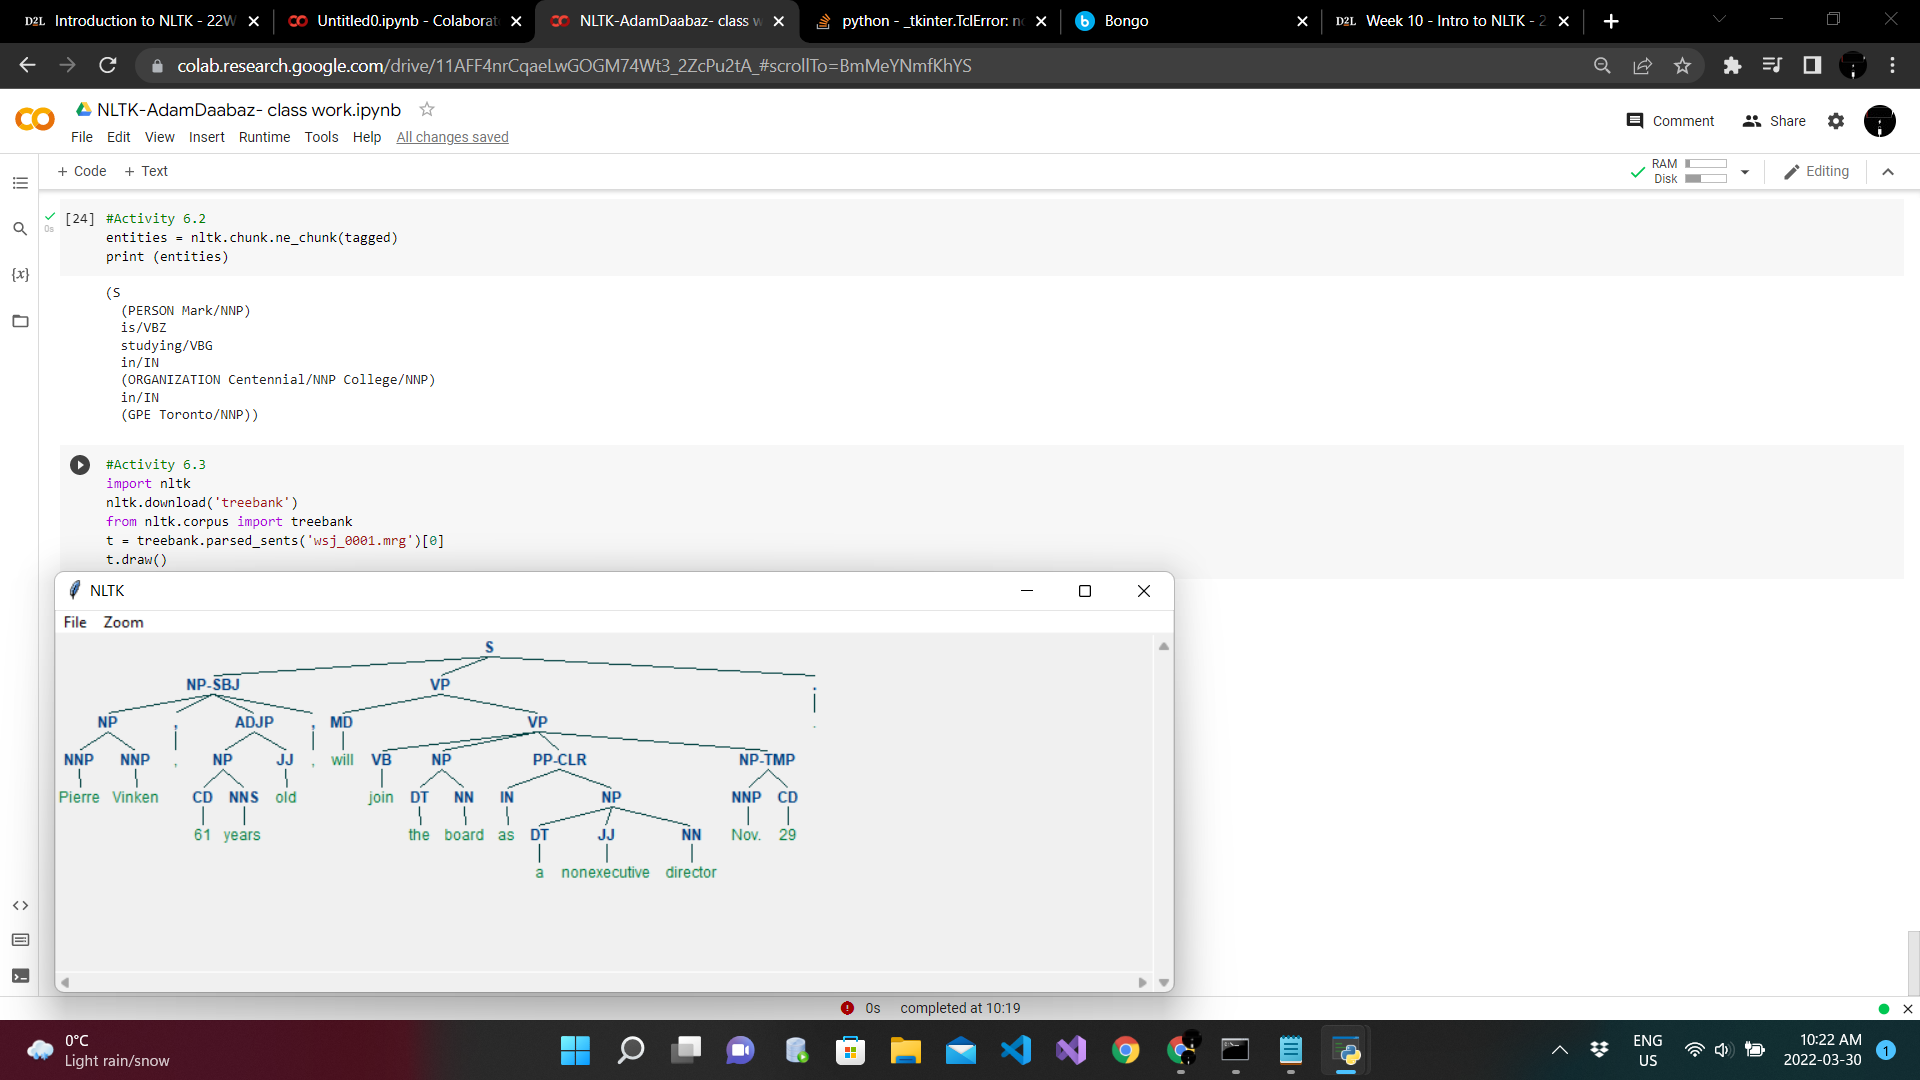 Introduction to NLTK - 22W
Untitled0.ipynb - Colaborat
NLTK-AdamDaabaz- class w
python - _tkinter.TclError: n
Bongo
Week 10 - Intro to NLTK - 2
colab.research.google.com/drive/11AFF4nrCqaeLwGOGM74Wt3_2ZcPu2tA_#scrollTo=BmMeYNmfKhYS
NLTK-AdamDaabaz- class work.ipynb
Comment Share
File Edit View Insert Runtime Tools Help All changes saved
+ Code + Text
RAM
Disk
Editing
[24] #Activity 6.2
0s
entities = nltk.chunk.ne_chunk(tagged)
print (entities)
{x}
(S
(PERSON Mark/NNP)
is/VBZ
studying/VBG
in/IN
(ORGANIZATION Centennial/NNP College/NNP)
in/IN
(GPE Toronto/NNP))
#Activity 6.3
import nltk
nltk.download('treebank')
from nltk.corpus import treebank
t = treebank.parsed_sents('wsj_0001.mrg')[0]
t.draw()
NLTK
File Zoom
S
NP-SBJ VP .
NP , ADJP , MD VP .
NNP NNP , NP JJ , will VB NP PP-CLR NP-TMP
Pierre Vinken CD NNS old join DT NN IN NP NNP CD
61 years the board as DT JJ NN Nov. 29
a nonexecutive director
0s completed at 10:19
0°C
Light rain/snow
ENG
US
10:22 AM
2022-03-30
1